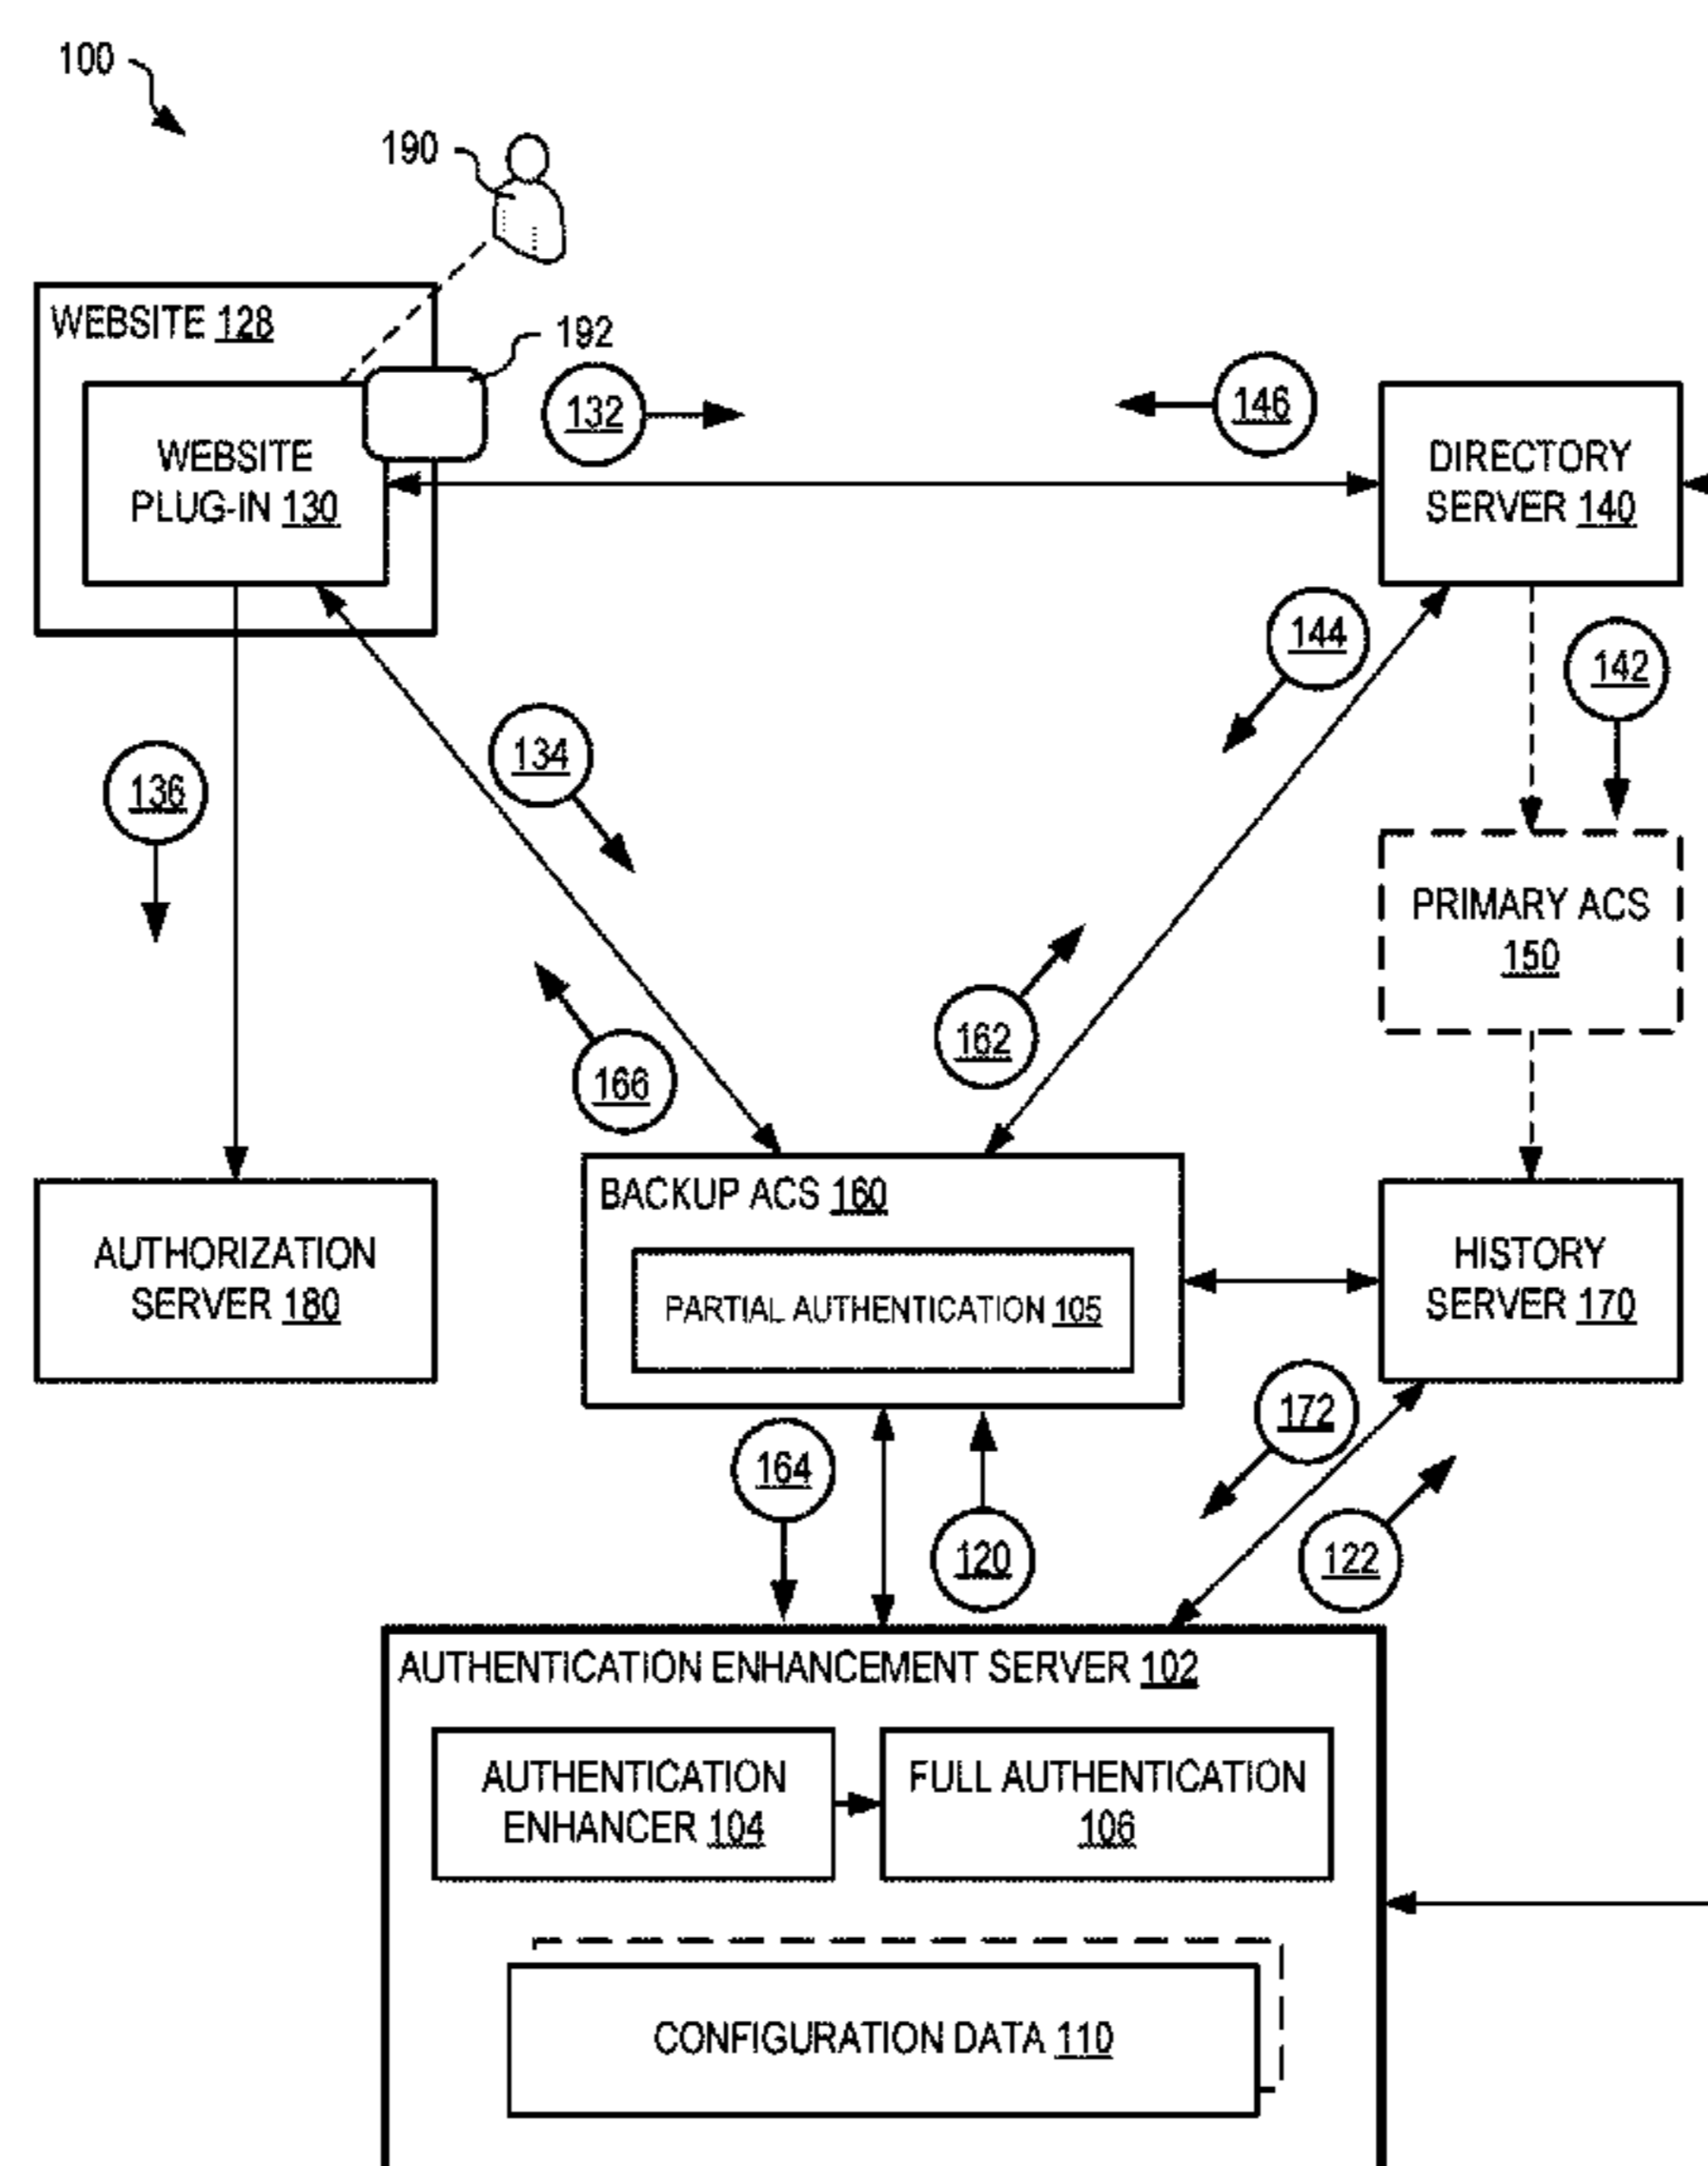 100
190
WEBSITE 128
192
132
146
WEBSITE
PLUG-IN 130
DIRECTORY
SERVER 140
144
142
134
136
PRIMARY ACS
150
162
166
BACKUP ACS 160
AUTHORIZATION
SERVER 180
PARTIAL AUTHENTICATION 105
HISTORY
SERVER 170
172
164
120
122
AUTHENTICATION ENHANCEMENT SERVER 102
AUTHENTICATION
ENHANCER 104
FULL AUTHENTICATION
106
CONFIGURATION DATA 110